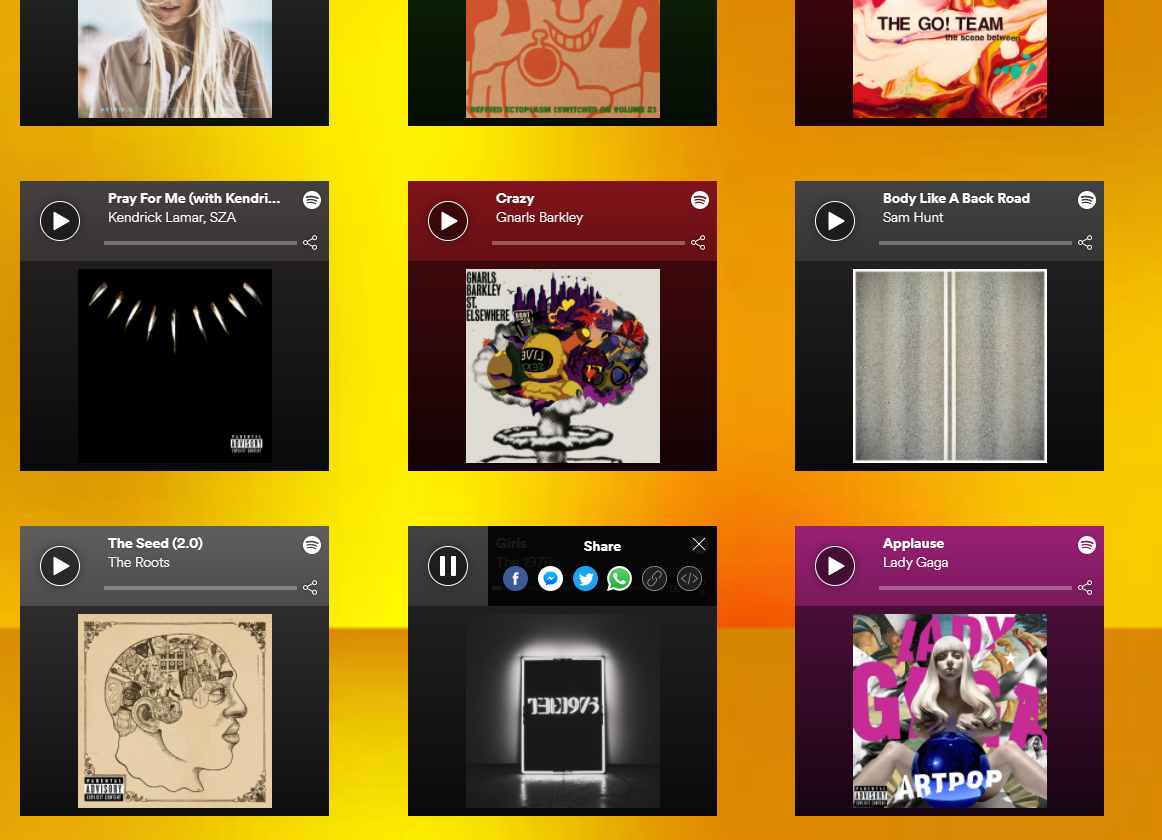 THE GO! TEAM
the scene between
REFRIED ECTOPLASM [SWITCHED ON VOLUME 2]
Pray For Me (with Kendri...
Kendrick Lamar, SZA
PARENTAL
ADVISORY
EXPLICIT CONTENT
Crazy
Gnarls Barkley
GNARLS
BARKLEY
ST.
ELSEWHERE
Body Like A Back Road
Sam Hunt
The Seed (2.0)
The Roots
PARENTAL
ADVISORY
EXPLICIT CONTENT
Girls
The 1975
Share
THE 1975
Applause
Lady Gaga
LADY
GAGA
ARTPOP
PARENTAL
ADVISORY
EXPLICIT CONTENT